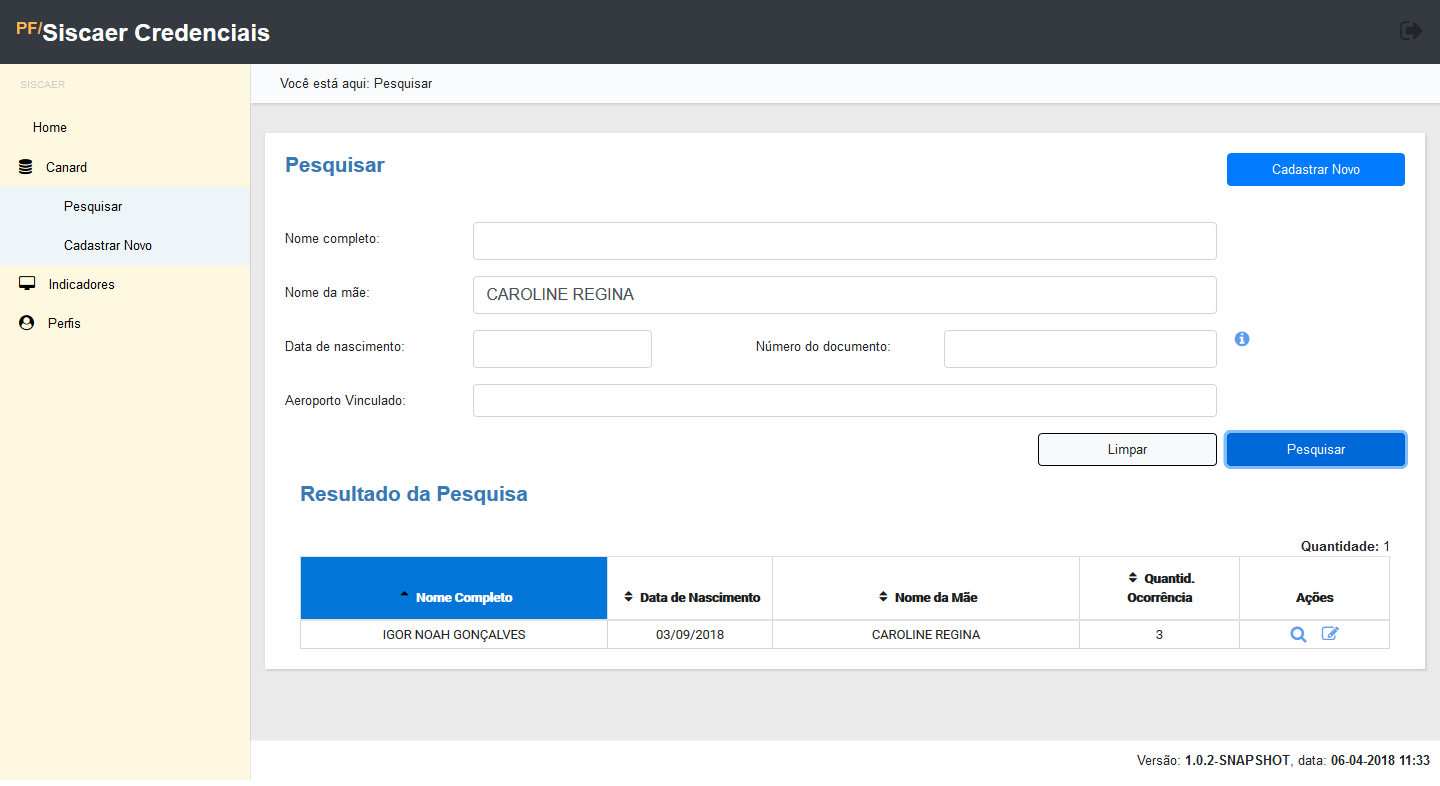 PF/Siscaer Credenciais
SISCAER
Você está aqui: Pesquisar
Home
Canard
Pesquisar
Cadastrar Novo
Indicadores
Perfis
Pesquisar
Cadastrar Novo
Nome completo:
Nome da mãe: CAROLINE REGINA
Data de nascimento: Número do documento:
Aeroporto Vinculado:
Limpar Pesquisar
Resultado da Pesquisa
Quantidade: 1
Nome Completo Data de Nascimento Nome da Mãe Quantid. Ocorrência Ações
IGOR NOAH GONÇALVES 03/09/2018 CAROLINE REGINA 3
Versão: 1.0.2-SNAPSHOT, data: 06-04-2018 11:33